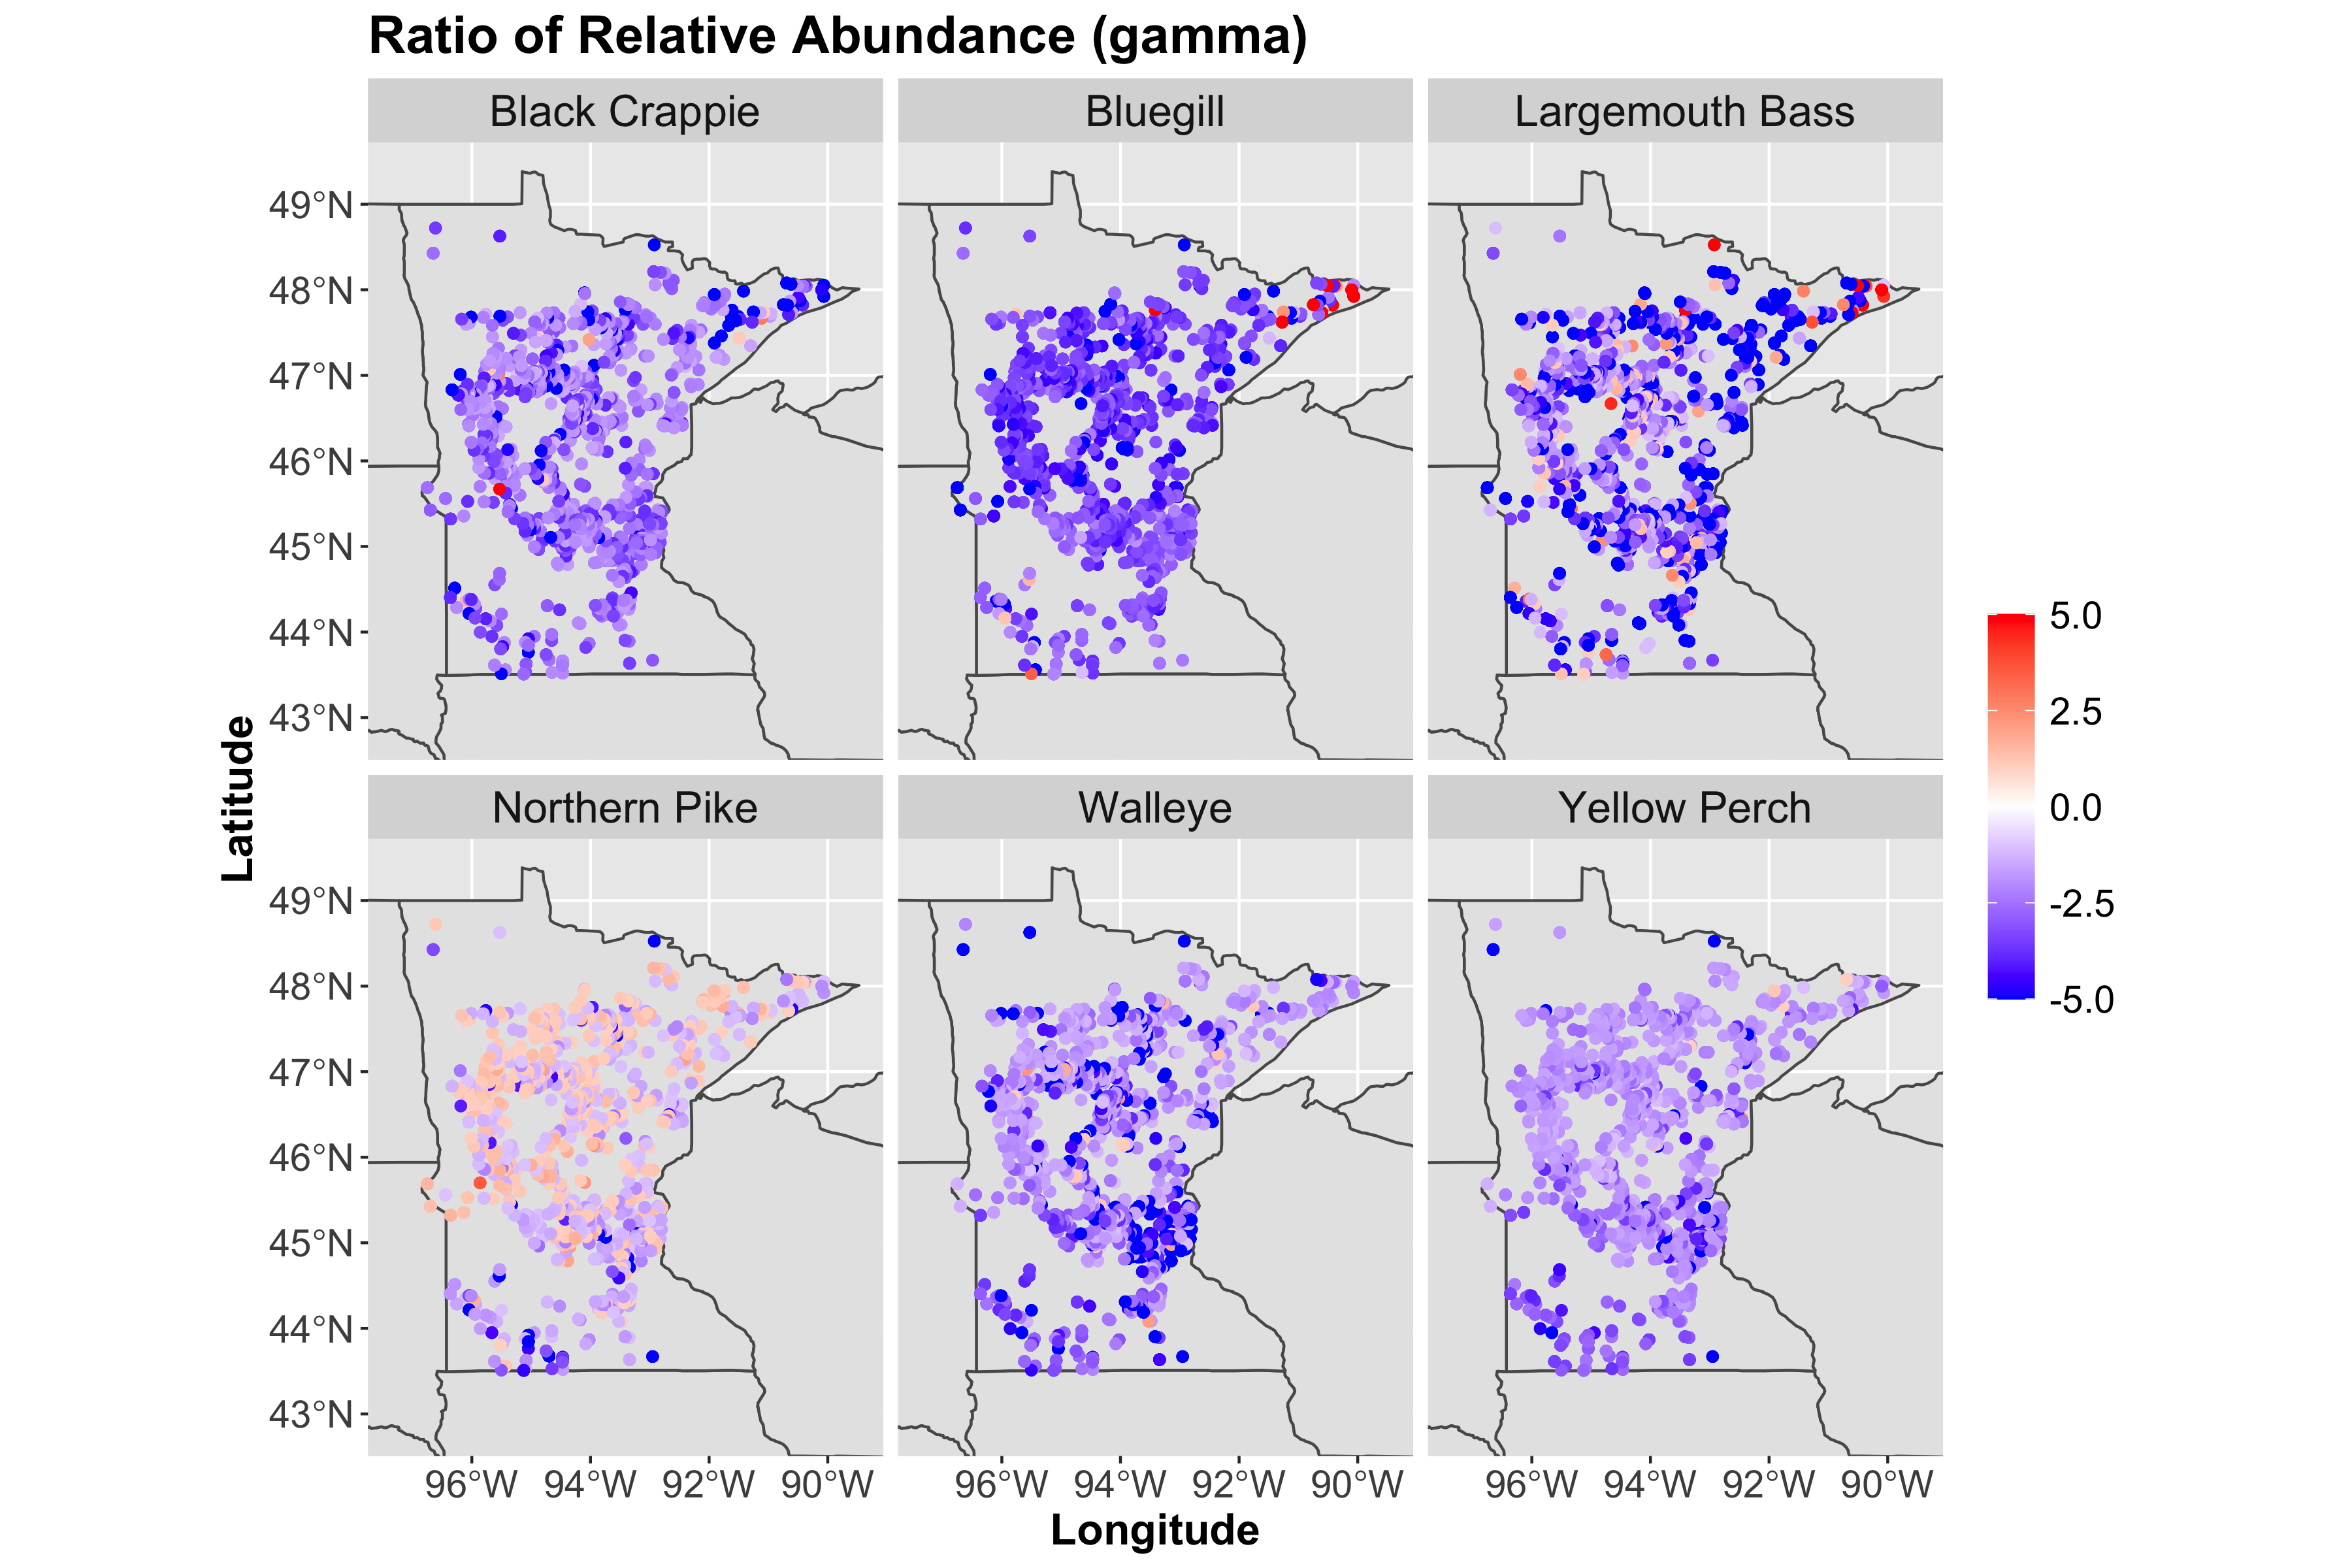 Ratio of Relative Abundance (gamma)
Black Crappie
Bluegill
Largemouth Bass
49°N
48°N
47°N
46°N
45°N
44°N
43°N
Northern Pike
Walleye
Yellow Perch
49°N
48°N
47°N
46°N
45°N
44°N
43°N
Latitude
96°W 94°W 92°W 90°W
96°W 94°W 92°W 90°W
96°W 94°W 92°W 90°W
Longitude
5.0
2.5
0.0
-2.5
-5.0